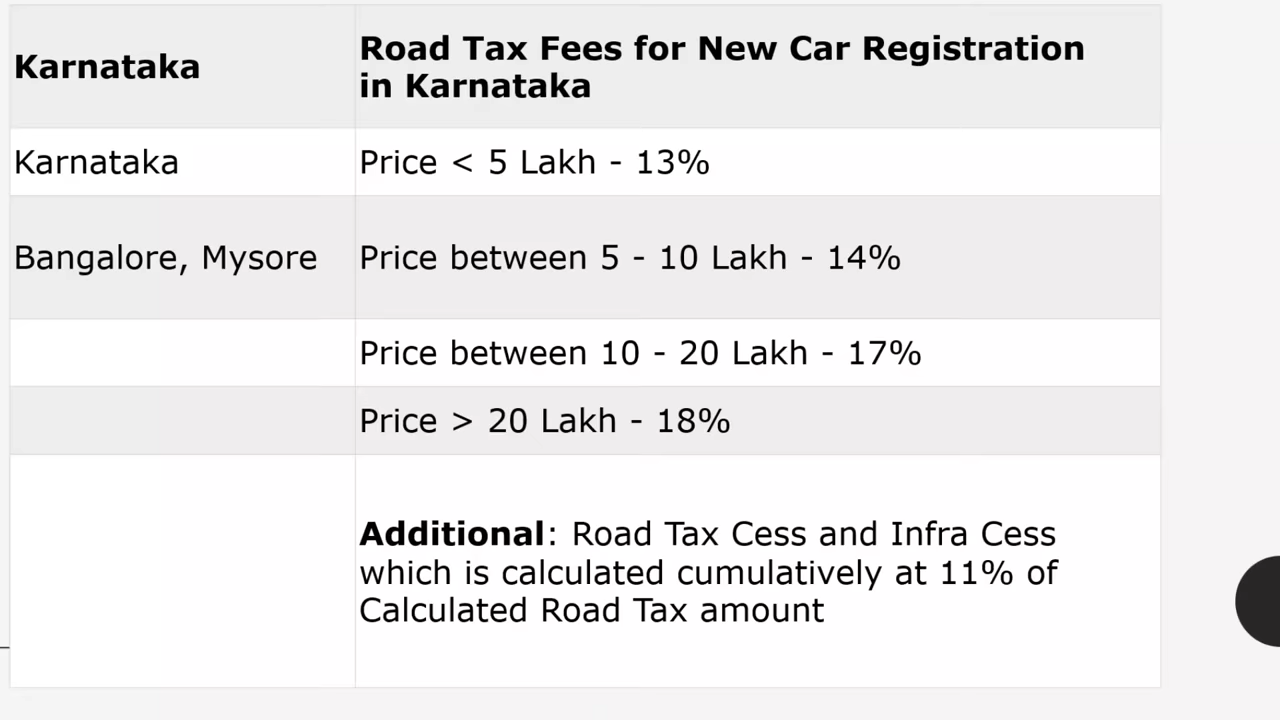 Karnataka
Road Tax Fees for New Car Registration
in Karnataka
Karnataka
Price < 5 Lakh - 13%
Bangalore, Mysore
Price between 5 - 10 Lakh - 14%
Price between 10 - 20 Lakh - 17%
Price > 20 Lakh - 18%
Additional: Road Tax Cess and Infra Cess
which is calculated cumulatively at 11% of
Calculated Road Tax amount